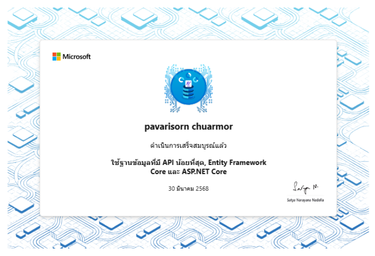 Microsoft
pavarisorn chuarmor
ดำเนินการเสร็จสมบูรณ์แล้ว
ใช้ฐานข้อมูลที่มี API น้อยที่สุด, Entity Framework
Core และ ASP.NET Core
30 มีนาคม 2568
Satya Narayana Nadella